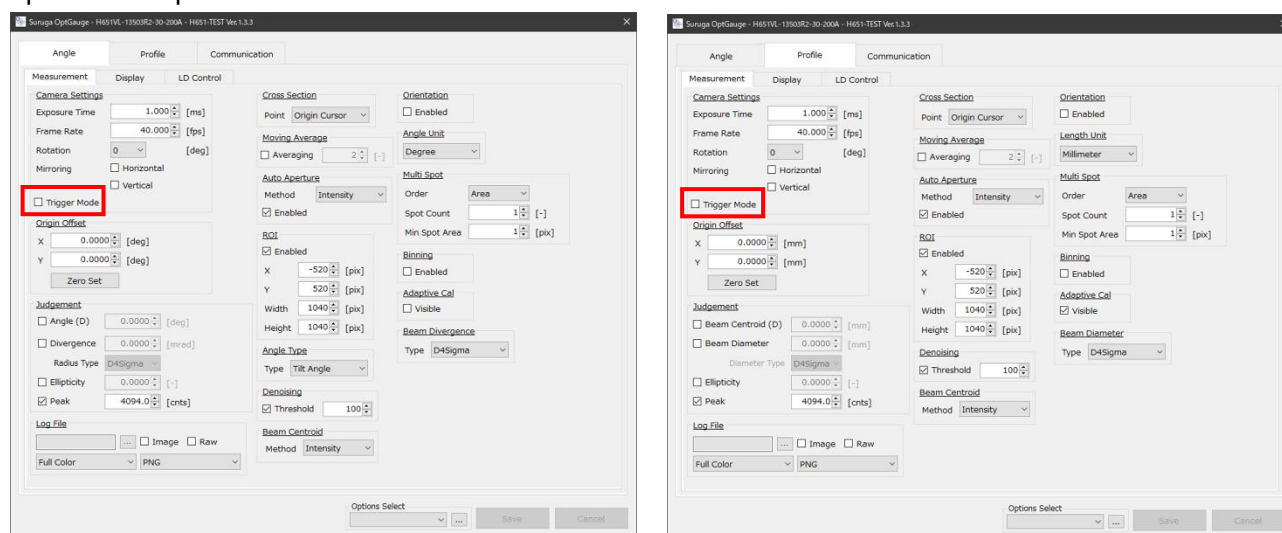 Suruga OptGauge - H651VL-13503R2-30-200A - H651-TEST Ver.1.3.3
Angle Profile Communication
Measurement Display LD Control
Camera Settings
Exposure Time 1.000 [ms]
Frame Rate 40.000 [fps]
Rotation 0 [deg]
Mirroring Horizontal
Vertical
Trigger Mode
Origin Offset
X 0.0000 [deg]
Y 0.0000 [deg]
Zero Set
Judgement
Angle (D) 0.0000 [deg]
Divergence 0.0000 [mrad]
Radius Type D4Sigma
Ellipticity 0.0000 [-]
Peak 4094.0 [cnts]
Log File
... Image Raw
Full Color PNG
Cross Section
Point Origin Cursor
Moving Average
Averaging 2 [-]
Auto Aperture
Method Intensity
Enabled
ROI
Enabled
X -520 [pix]
Y 520 [pix]
Width 1040 [pix]
Height 1040 [pix]
Angle Type
Type Tilt Angle
Denoising
Threshold 100
Beam Centroid
Method Intensity
Orientation
Enabled
Angle Unit
Degree
Multi Spot
Order Area
Spot Count 1 [-]
Min Spot Area 1 [pix]
Binning
Enabled
Adaptive Cal
Visible
Beam Divergence
Type D4Sigma
Options Select
... Save Cancel
Suruga OptGauge - H651VL-13503R2-30-200A - H651-TEST Ver.1.3.3
Angle Profile Communication
Measurement Display LD Control
Camera Settings
Exposure Time 1.000 [ms]
Frame Rate 40.000 [fps]
Rotation 0 [deg]
Mirroring Horizontal
Vertical
Trigger Mode
Origin Offset
X 0.0000 [mm]
Y 0.0000 [mm]
Zero Set
Judgement
Beam Centroid (D) 0.0000 [mm]
Beam Diameter 0.0000 [mm]
Diameter Type D4Sigma
Ellipticity 0.0000 [-]
Peak 4094.0 [cnts]
Log File
... Image Raw
Full Color PNG
Cross Section
Point Origin Cursor
Moving Average
Averaging 2 [-]
Auto Aperture
Method Intensity
Enabled
ROI
Enabled
X -520 [pix]
Y 520 [pix]
Width 1040 [pix]
Height 1040 [pix]
Denoising
Threshold 100
Beam Centroid
Method Intensity
Orientation
Enabled
Length Unit
Millimeter
Multi Spot
Order Area
Spot Count 1 [-]
Min Spot Area 1 [pix]
Binning
Enabled
Adaptive Cal
Visible
Beam Diameter
Type D4Sigma
Options Select
... Save Cancel